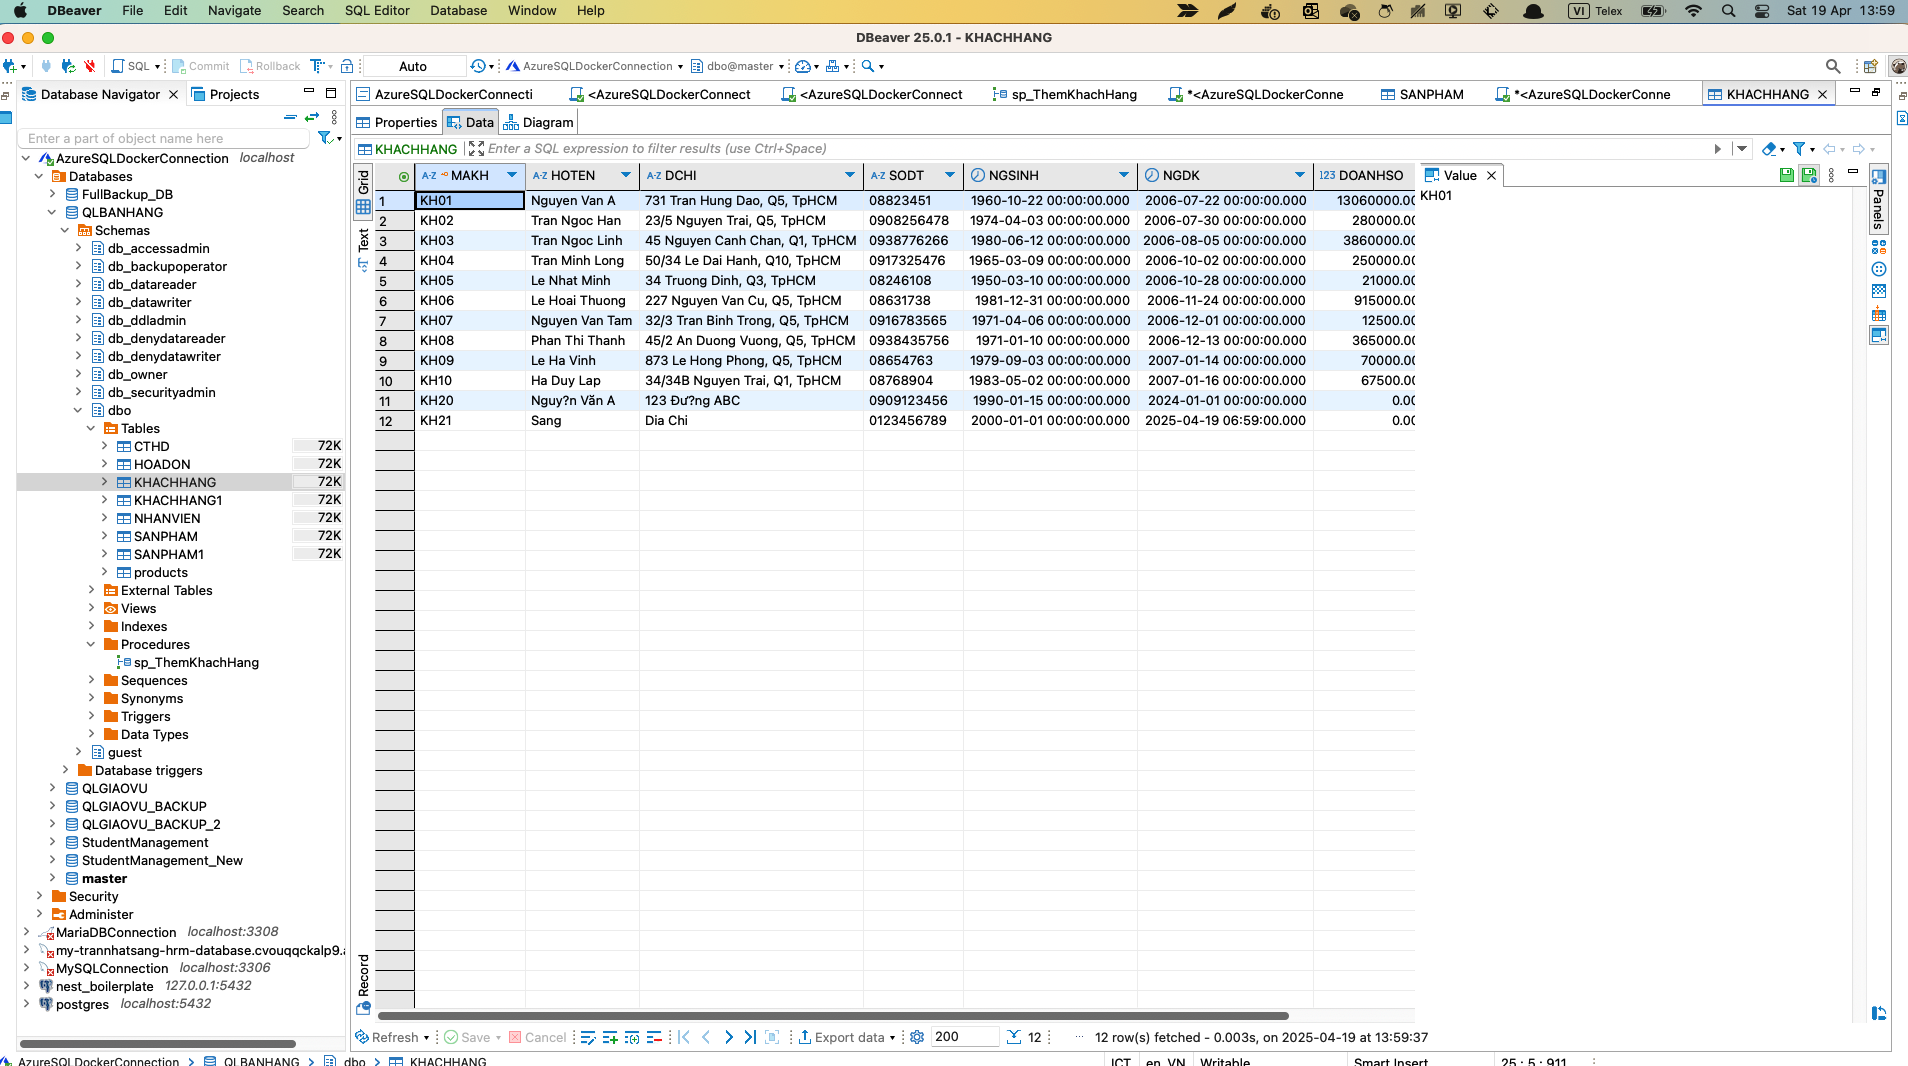 DBeaver File Edit Navigate Search SQL Editor Database Window Help VI Telex Sat 19 Apr 13:59
DBeaver 25.0.1 - KHACHHANG
SQL Commit Rollback Auto AzureSQLDockerConnection dbo@master
Database Navigator Projects
AzureSQLDockerConnecti <AzureSQLDockerConnect <AzureSQLDockerConnect sp_ThemKhachHang *<AzureSQLDockerConne SANPHAM *<AzureSQLDockerConne KHACHHANG
Properties Data Diagram
Enter a part of object name here
KHACHHANG Enter a SQL expression to filter results (use Ctrl+Space)
AzureSQLDockerConnection localhost
Databases
FullBackup_DB
QLBANHANG
Schemas
db_accessadmin
db_backupoperator
db_datareader
db_datawriter
db_ddladmin
db_denydatareader
db_denydatawriter
db_owner
db_securityadmin
dbo
Tables
CTHD 72K
HOADON 72K
KHACHHANG 72K
KHACHHANG1 72K
NHANVIEN 72K
SANPHAM 72K
SANPHAM1 72K
products
External Tables
Views
Indexes
Procedures
sp_ThemKhachHang
Sequences
Synonyms
Triggers
Data Types
guest
Database triggers
QLGIAOVU
QLGIAOVU_BACKUP
QLGIAOVU_BACKUP_2
StudentManagement
StudentManagement_New
master
Security
Administer
MariaDBConnection localhost:3308
my-trannhatsang-hrm-database.cvouqqckalp9.a
MySQLConnection localhost:3306
nest_boilerplate 127.0.0.1:5432
postgres localhost:5432
Grid
Text
Record
A-Z MAKH A-Z HOTEN A-Z DCHI A-Z SODT NGSINH NGDK 123 DOANHSO
1 KH01 Nguyen Van A 731 Tran Hung Dao, Q5, TpHCM 08823451 1960-10-22 00:00:00.000 2006-07-22 00:00:00.000 13060000.00
2 KH02 Tran Ngoc Han 23/5 Nguyen Trai, Q5, TpHCM 0908256478 1974-04-03 00:00:00.000 2006-07-30 00:00:00.000 280000.00
3 KH03 Tran Ngoc Linh 45 Nguyen Canh Chan, Q1, TpHCM 0938776266 1980-06-12 00:00:00.000 2006-08-05 00:00:00.000 3860000.00
4 KH04 Tran Minh Long 50/34 Le Dai Hanh, Q10, TpHCM 0917325476 1965-03-09 00:00:00.000 2006-10-02 00:00:00.000 250000.00
5 KH05 Le Nhat Minh 34 Truong Dinh, Q3, TpHCM 08246108 1950-03-10 00:00:00.000 2006-10-28 00:00:00.000 21000.00
6 KH06 Le Hoai Thuong 227 Nguyen Van Cu, Q5, TpHCM 08631738 1981-12-31 00:00:00.000 2006-11-24 00:00:00.000 915000.00
7 KH07 Nguyen Van Tam 32/3 Tran Binh Trong, Q5, TpHCM 0916783565 1971-04-06 00:00:00.000 2006-12-01 00:00:00.000 12500.00
8 KH08 Phan Thi Thanh 45/2 An Duong Vuong, Q5, TpHCM 0938435756 1971-01-10 00:00:00.000 2006-12-13 00:00:00.000 365000.00
9 KH09 Le Ha Vinh 873 Le Hong Phong, Q5, TpHCM 08654763 1979-09-03 00:00:00.000 2007-01-14 00:00:00.000 70000.00
10 KH10 Ha Duy Lap 34/34B Nguyen Trai, Q1, TpHCM 08768904 1983-05-02 00:00:00.000 2007-01-16 00:00:00.000 67500.00
11 KH20 Nguy?n Văn A 123 Đư?ng ABC 0909123456 1990-01-15 00:00:00.000 2024-01-01 00:00:00.000 0.00
12 KH21 Sang Dia Chi 0123456789 2000-01-01 00:00:00.000 2025-04-19 06:59:00.000 0.00
Value
KH01
Panels
Refresh Save Cancel Export data 200 12 12 row(s) fetched - 0.003s, on 2025-04-19 at 13:59:37
AzureSQLDockerConnection QLBANHANG dbo KHACHHANG ICT en_VN Writable Smart Insert 25 : 5 : 911